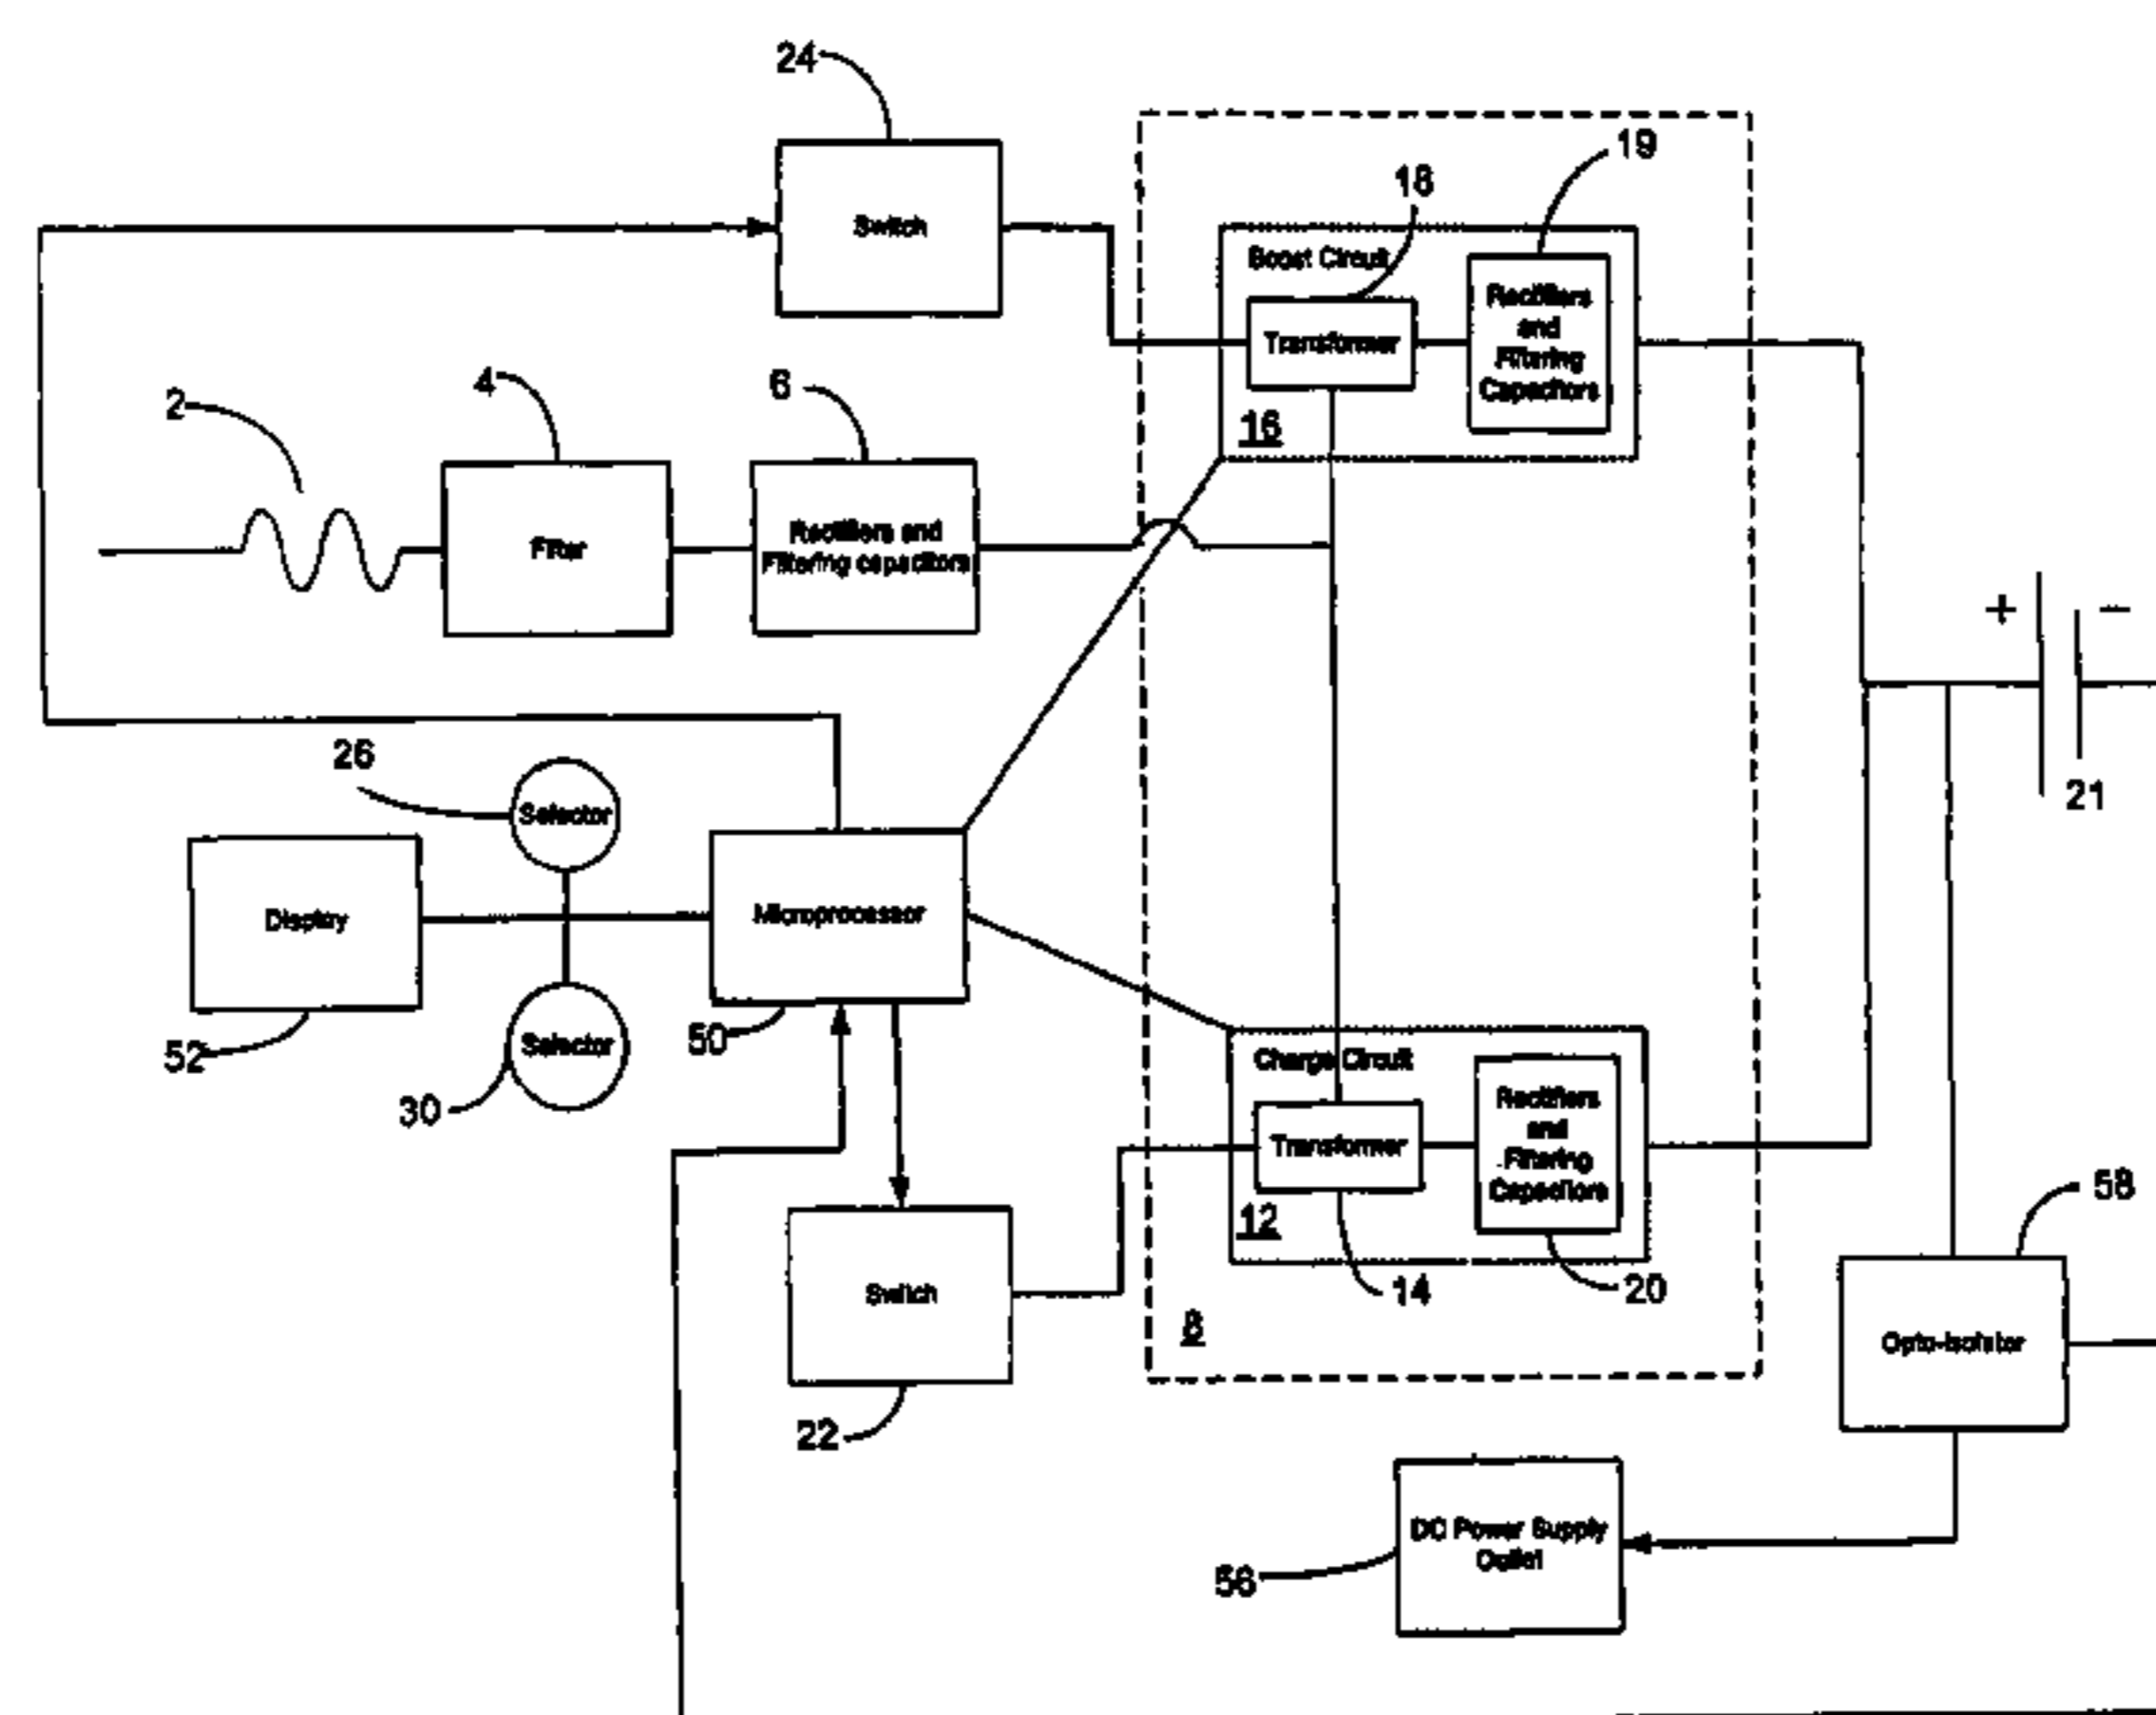 24
19
18
Switch
Boost Circuit
Rectifiers
and
Filtering
Capacitors
Transformer
16
2
4
6
Filter
Rectifiers and
Filtering capacitors
+
−
21
26
Selector
Display
Microprocessor
52
50
Selector
30
Charge Circuit
Rectifiers
and
Filtering
Capacitors
Transformer
12
14
20
58
Switch
8
Opto-isolator
22
DC Power Supply
Outlet
56